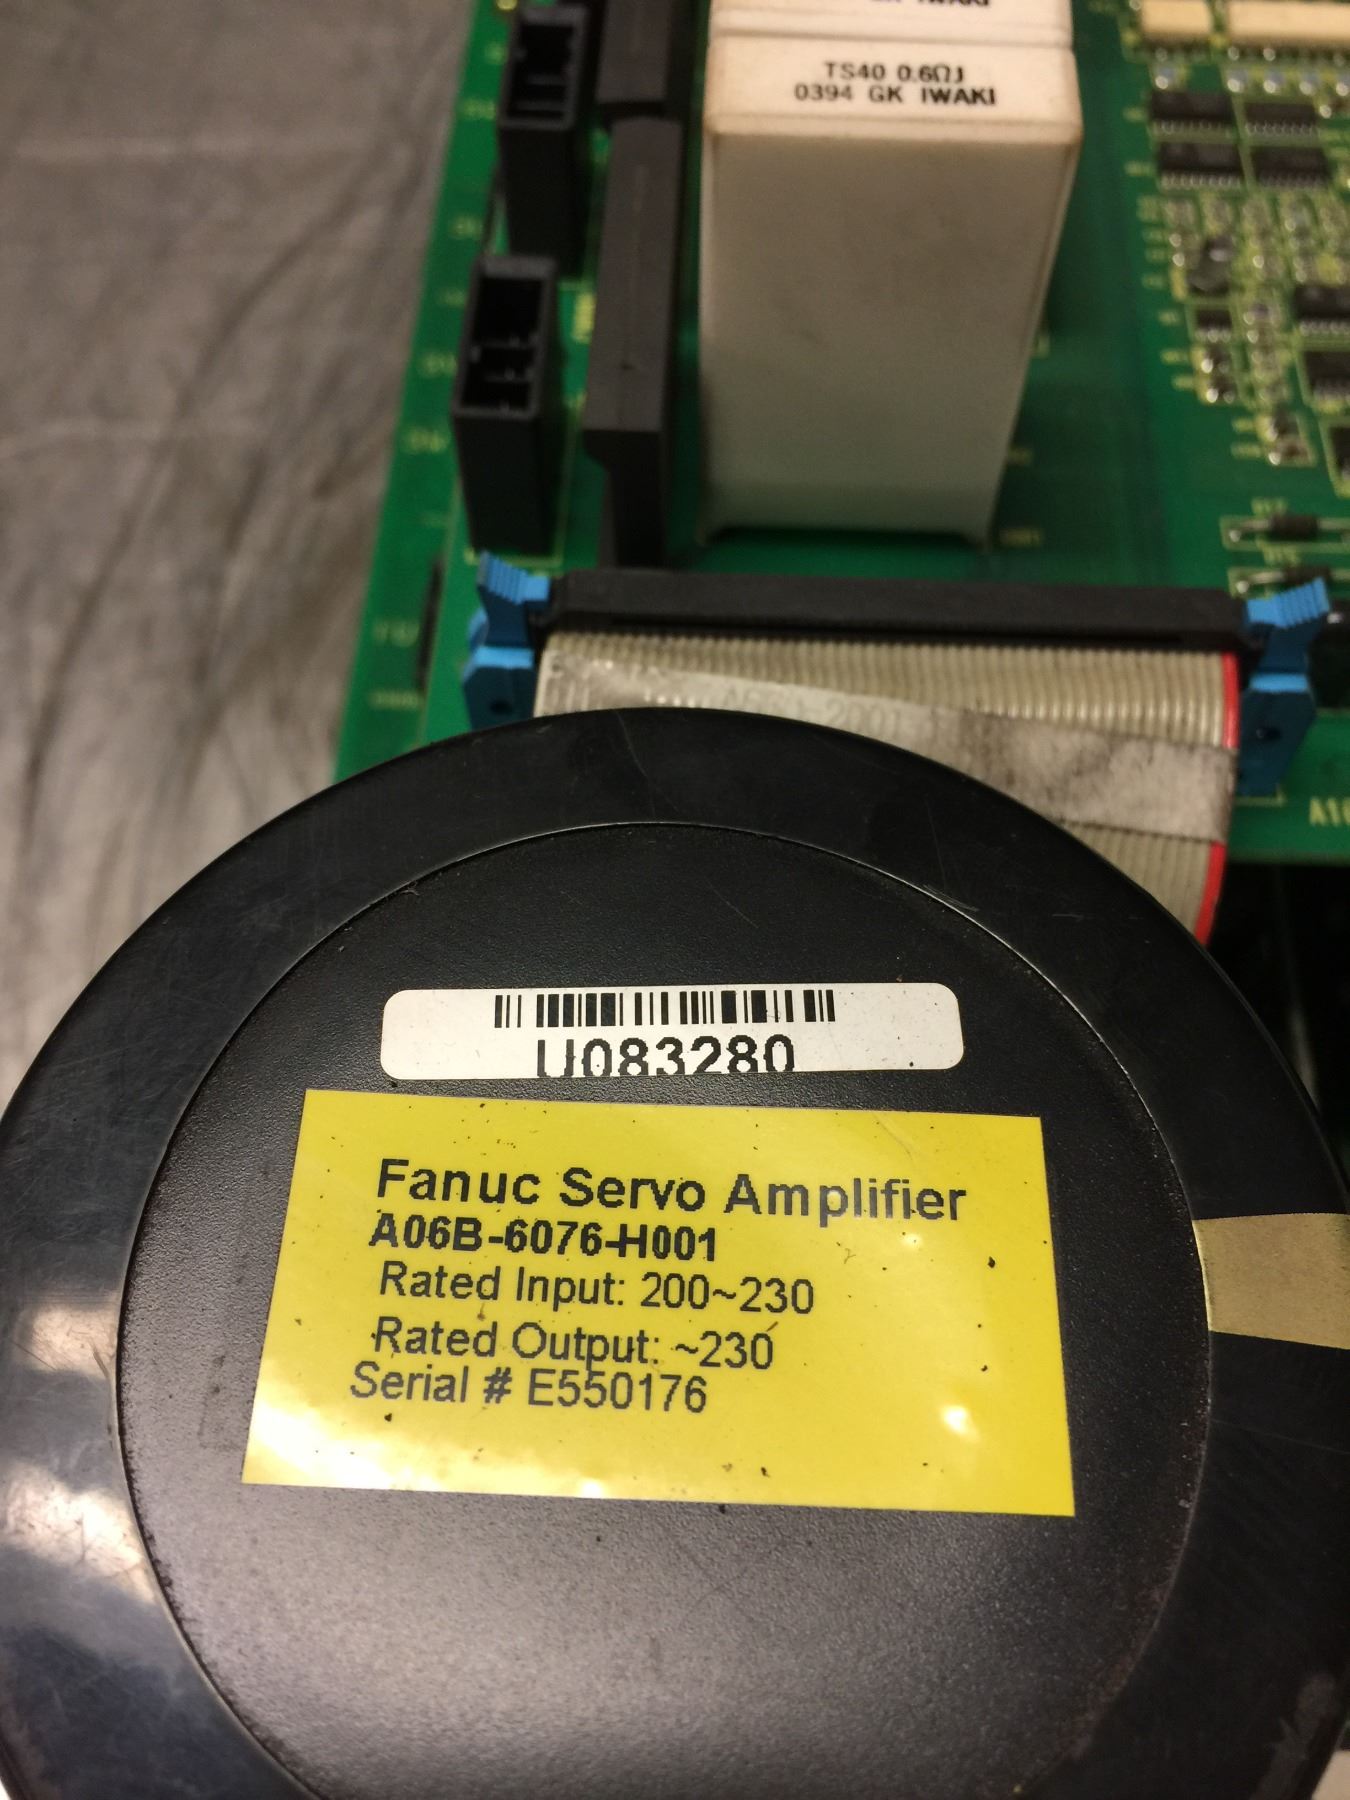 IWAKI
TS40 0.6ΩJ
0394 GK IWAKI
U083280
Fanuc Servo Amplifier
A06B-6076-H001
Rated Input: 200~230
Rated Output: ~230
Serial # E550176